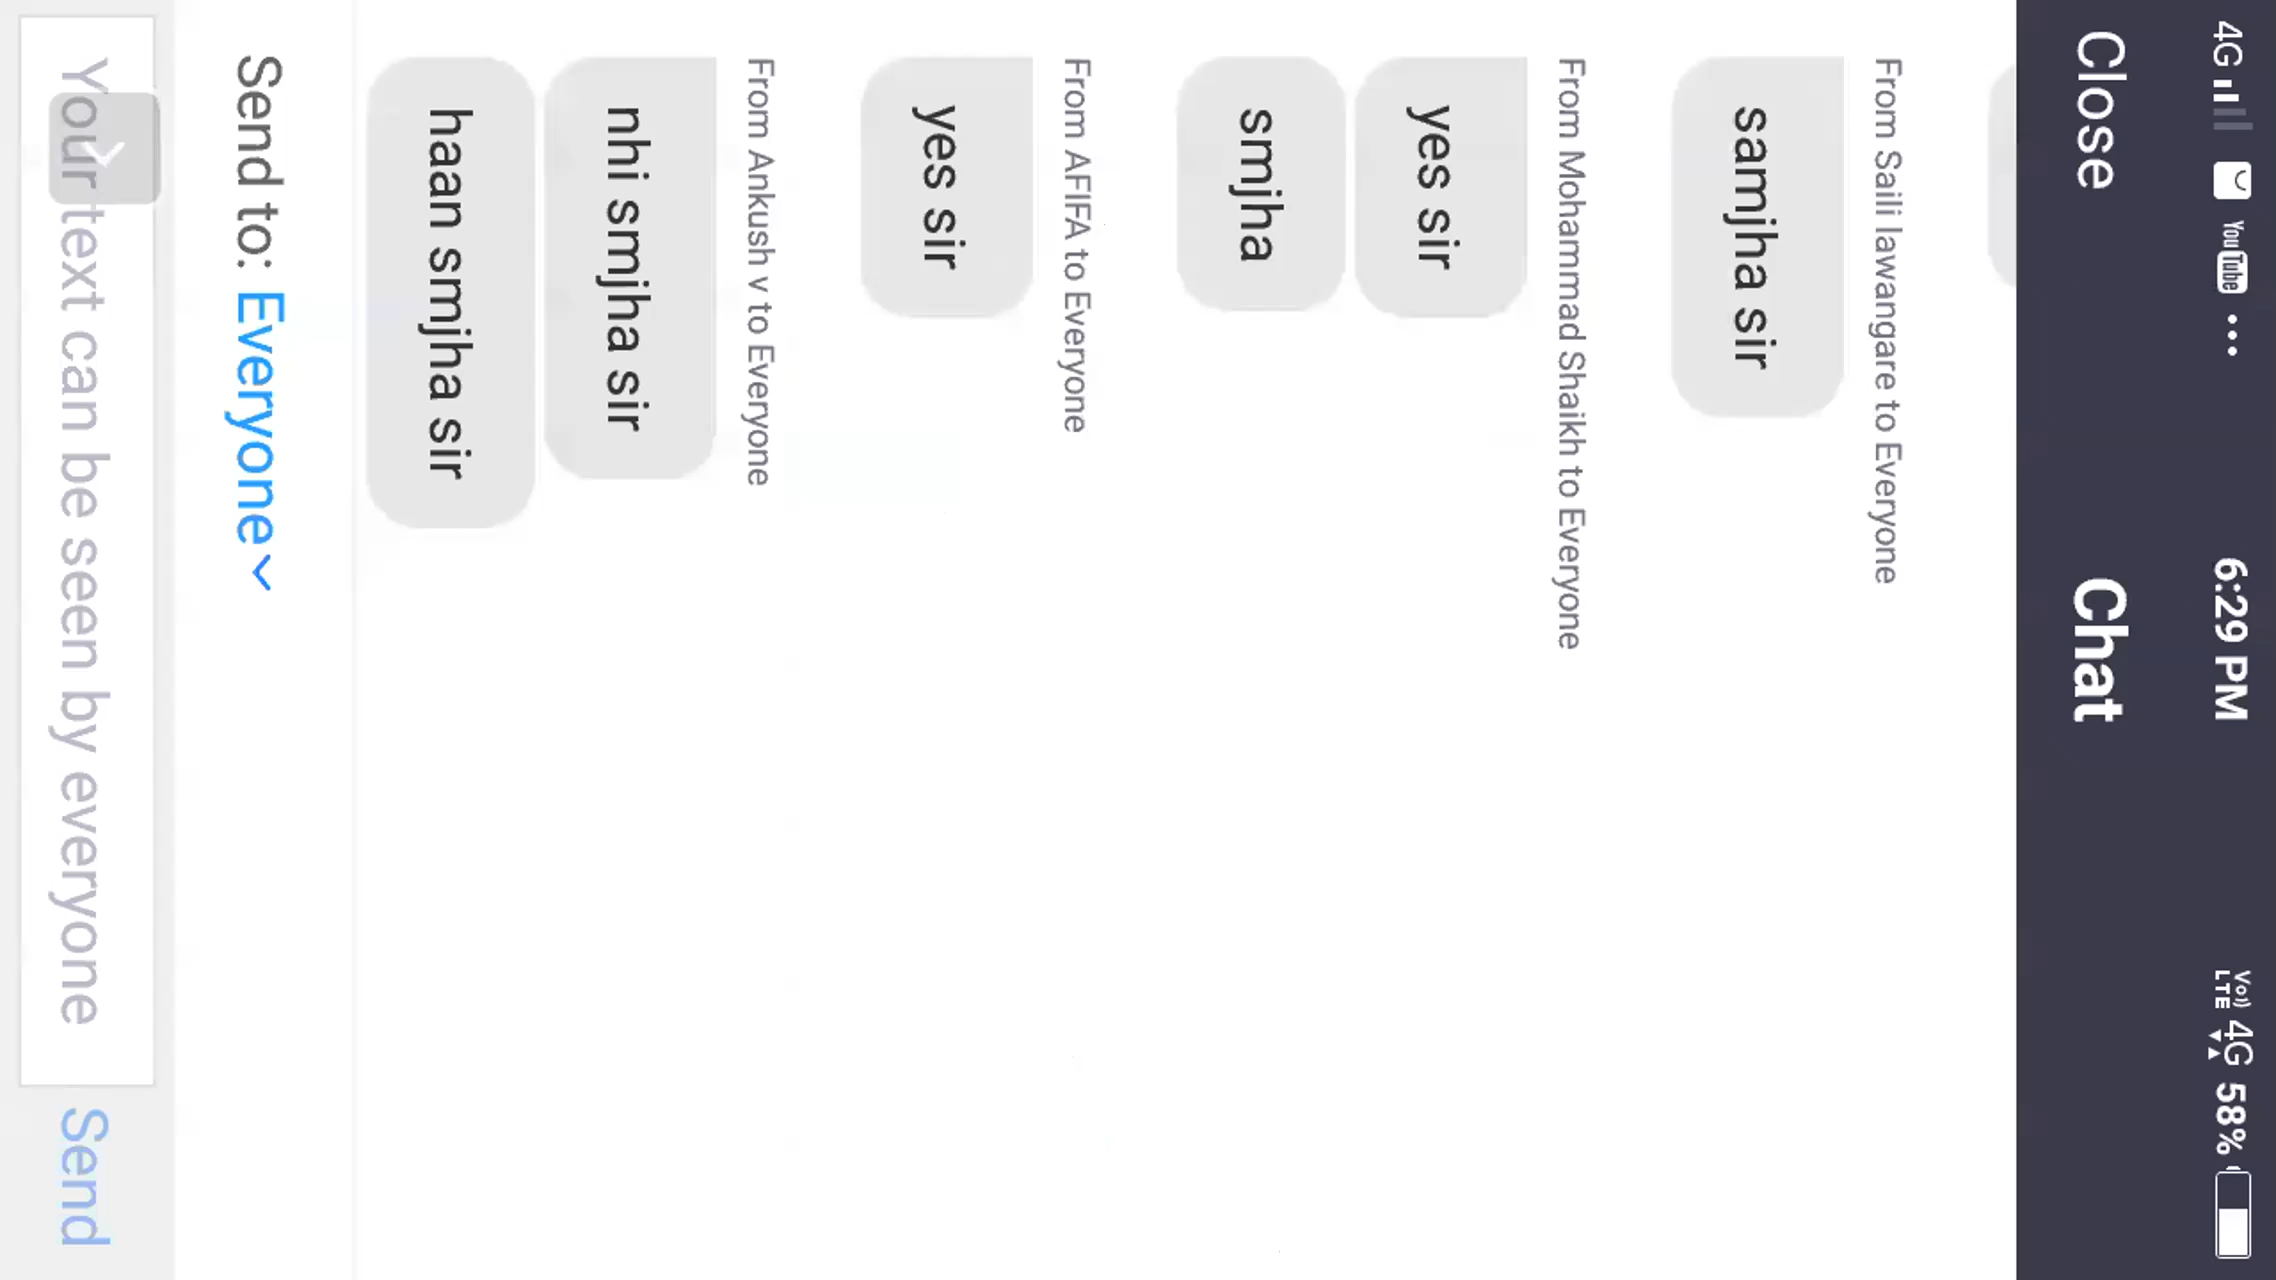 4G YouTube ... 6:29 PM Vo)) LTE 4G 58%
Close Chat
From Saili lawangare to Everyone
samjha sir
From Mohammad Shaikh to Everyone
yes sir
smjha
From AFIFA to Everyone
yes sir
From Ankush v to Everyone
nhi smjha sir
haan smjha sir
Send to: Everyone
Your text can be seen by everyone Send